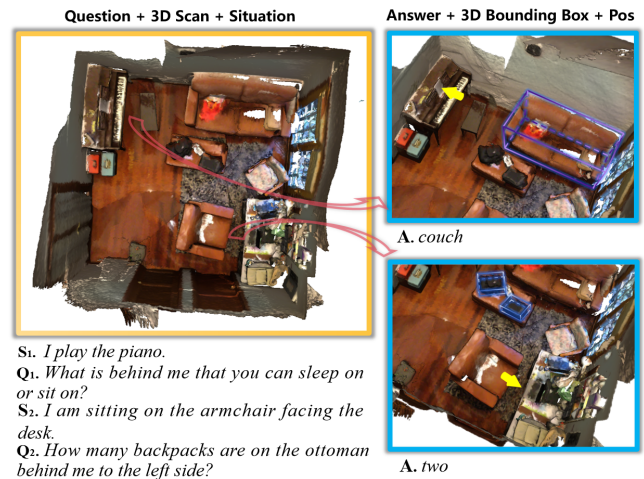 Question + 3D Scan + Situation
Answer + 3D Bounding Box + Pos
A. couch
S1. I play the piano.
Q1. What is behind me that you can sleep on
or sit on?
S2. I am sitting on the armchair facing the
desk.
Q2. How many backpacks are on the ottoman
behind me to the left side?
A. two